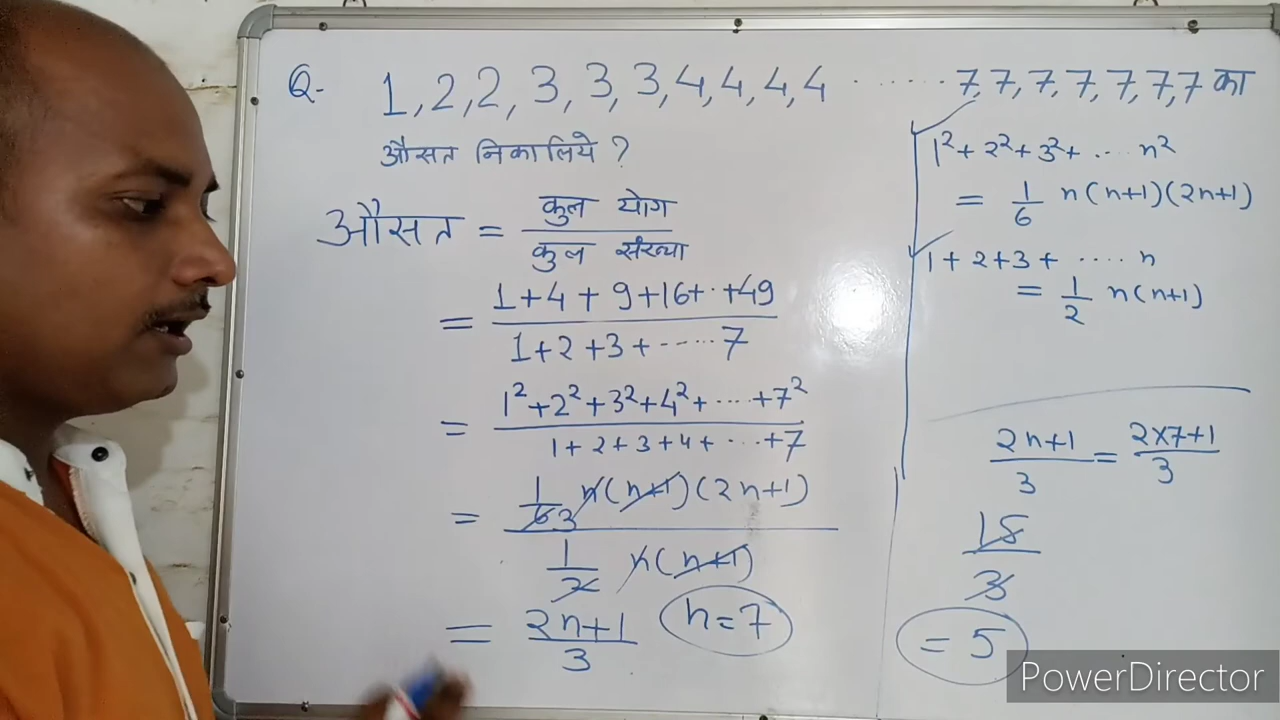 Q. 1, 2, 2, 3, 3, 3, 4, 4, 4, 4 ....... 7, 7, 7, 7, 7, 7, 7 का
औसत निकालिये ?
औसत = कुल योग / कुल संख्या
= 1+4+9+16+..+49 / 1+2+3+.....7
= 1²+2²+3²+4²+....+7² / 1+2+3+4+...+7
= 1/6 3 n(n+1)(2n+1) / 1/2 n(n+1)
= 2n+1 / 3 n=7
1²+2²+3²+....n²
= 1/6 n(n+1)(2n+1)
1+2+3+....n
= 1/2 n(n+1)
2n+1 / 3 = 2×7+1 / 3
15 / 3
= 5
PowerDirector